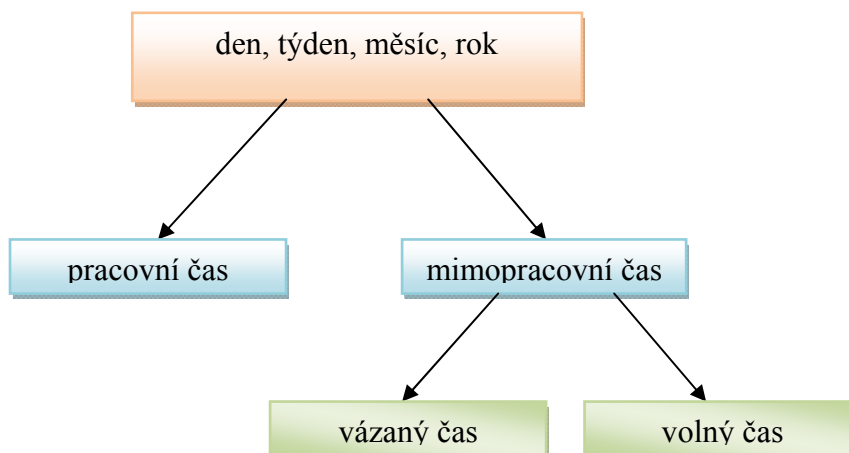 den, týden, měsíc, rok
pracovní čas
mimopracovní čas
vázaný čas
volný čas